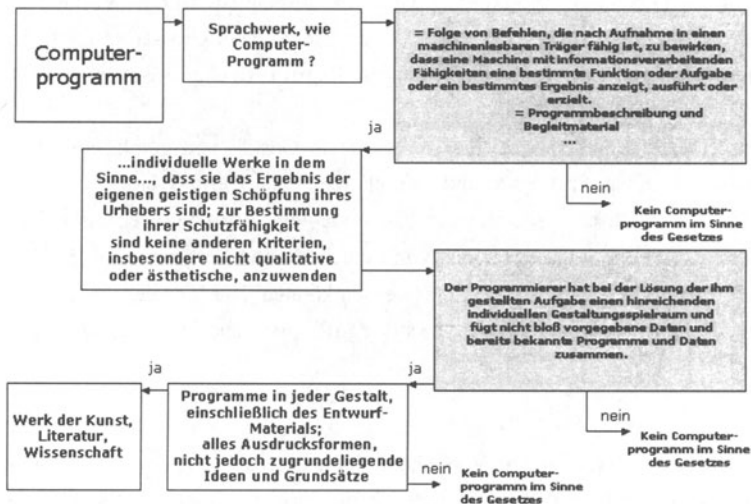 Computer-
programm
Sprachwerk, wie
Computer-
Programm ?
= Folge von Befehlen, die nach Aufnahme in einen
maschinenlesbaren Träger fähig ist, zu bewirken,
dass eine Maschine mit informationsverarbeitenden
Fähigkeiten eine bestimmte Funktion oder Aufgabe
oder ein bestimmtes Ergebnis anzeigt, ausführt oder
erzielt.
= Programmbeschreibung und
Begleitmaterial
...
ja
nein
Kein Computer-
programm im Sinne
des Gesetzes
...individuelle Werke in dem
Sinne..., dass sie das Ergebnis der
eigenen geistigen Schöpfung ihres
Urhebers sind; zur Bestimmung
ihrer Schutzfähigkeit
sind keine anderen Kriterien,
insbesondere nicht qualitative
oder ästhetische, anzuwenden
Der Programmierer hat bei der Lösung der ihm
gestellten Aufgabe einen hinreichenden
individuellen Gestaltungsspielraum und
fügt nicht bloß vorgegebene Daten und
bereits bekannte Programme und Daten
zusammen.
ja
nein
Kein Computer-
programm im Sinne
des Gesetzes
Programme in jeder Gestalt,
einschließlich des Entwurf-
Materials;
alles Ausdrucksformen,
nicht jedoch zugrundeliegende
Ideen und Grundsätze
ja
nein
Kein Computer-
programm im Sinne
des Gesetzes
Werk der Kunst,
Literatur,
Wissenschaft